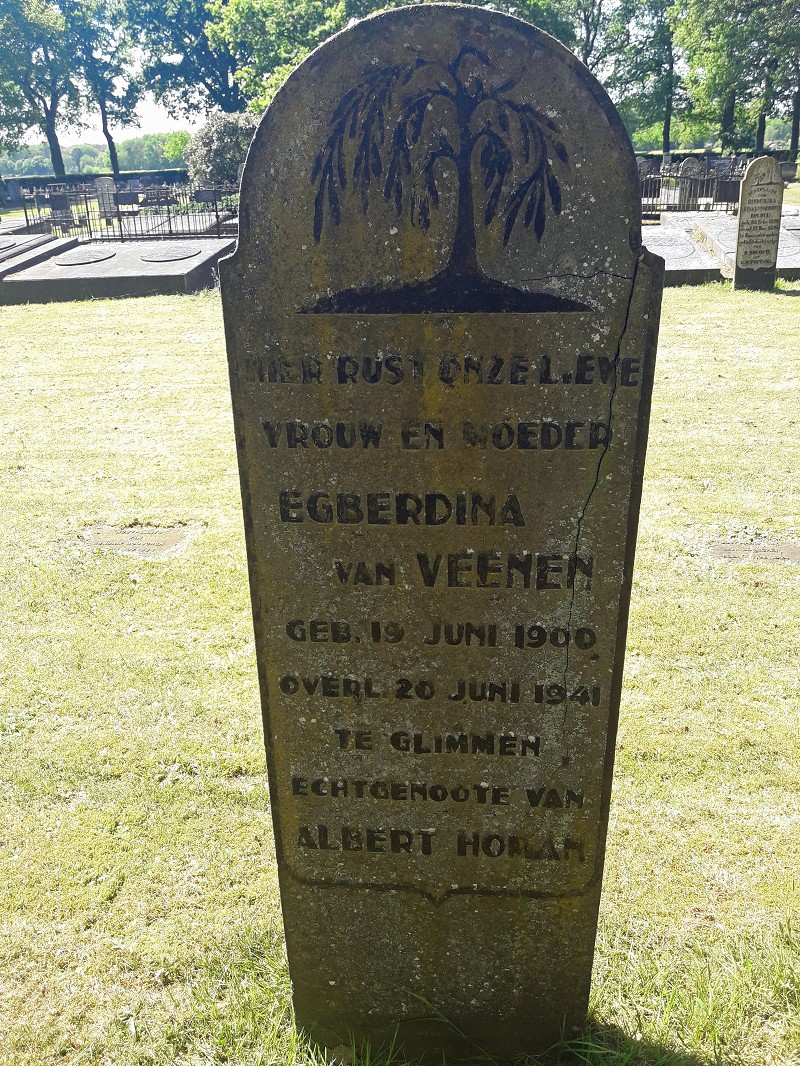 HIER RUST ONZE LIEVE
VROUW EN MOEDER
EGBERDINA
VAN VEENEN
GEB. 19 JUNI 1900
OVERL. 20 JUNI 1941
TE GLIMMEN
ECHTGENOOTE VAN
ALBERT HOMAN